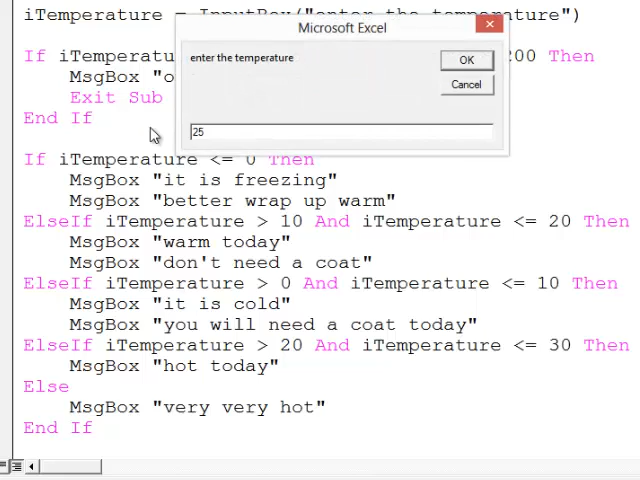 iTemperature = InputBox("enter the temperature")
Microsoft Excel
enter the temperature
OK
Cancel
25
If 200 Then
MsgBox "o
Exit Sub
End If
If iTemperature <= 0 Then
MsgBox "it is freezing"
MsgBox "better wrap up warm"
ElseIf iTemperature > 10 And iTemperature <= 20 Then
MsgBox "warm today"
MsgBox "don't need a coat"
ElseIf iTemperature > 0 And iTemperature <= 10 Then
MsgBox "it is cold"
MsgBox "you will need a coat today"
ElseIf iTemperature > 20 And iTemperature <= 30 Then
MsgBox "hot today"
Else
MsgBox "very very hot"
End If